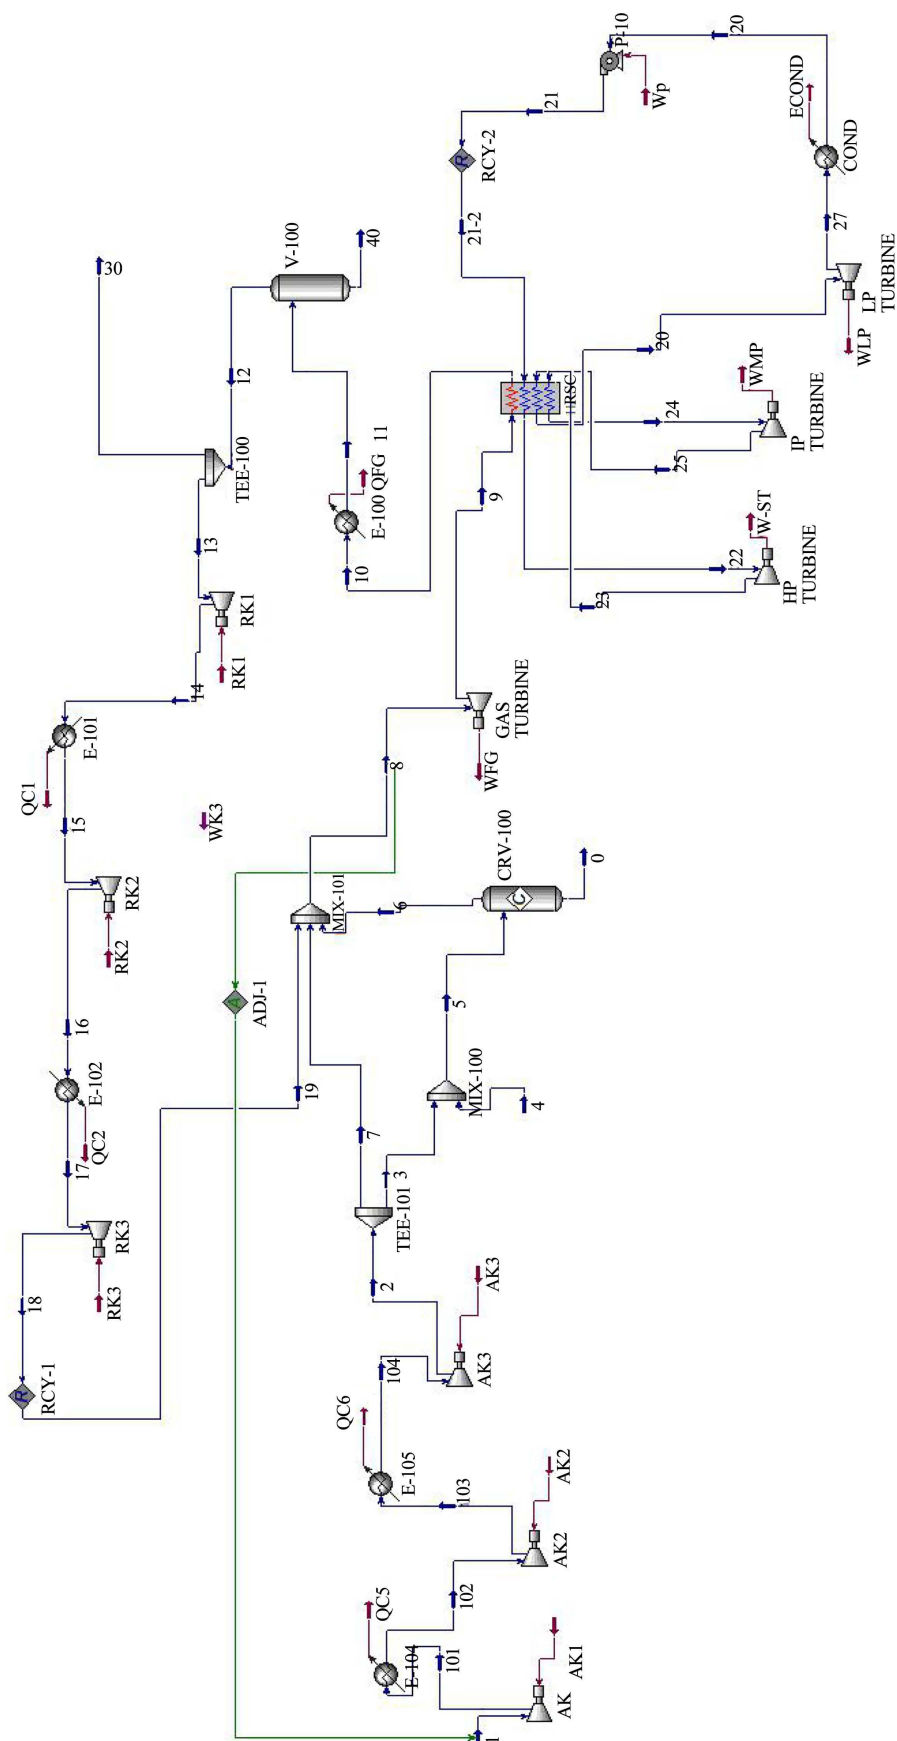 20
P-10
Wp
21
ECOND
COND
RCY-2
21-2
27
V-100
40
30
LP
TURBINE
WLP
20
12
WMP
HRSC
24
IP
TURBINE
25
TEE-100
11
QFG
E-100
9
W-ST
13
10
22
HP
TURBINE
23
RK1
RK1
14
E-101
GAS
TURBINE
WFG
8
QC1
15
WK3
CRV-100
C
0
RK2
RK2
MIX-101
6
A
ADJ-1
5
16
E-102
19
MIX-100
4
QC2
17
7
3
RK3
TEE-101
RK3
18
2
AK3
R
RCY-1
104
AK3
QC6
E-105
103
AK2
AK2
102
QC5
E-104
101
AK1
AK
1
R